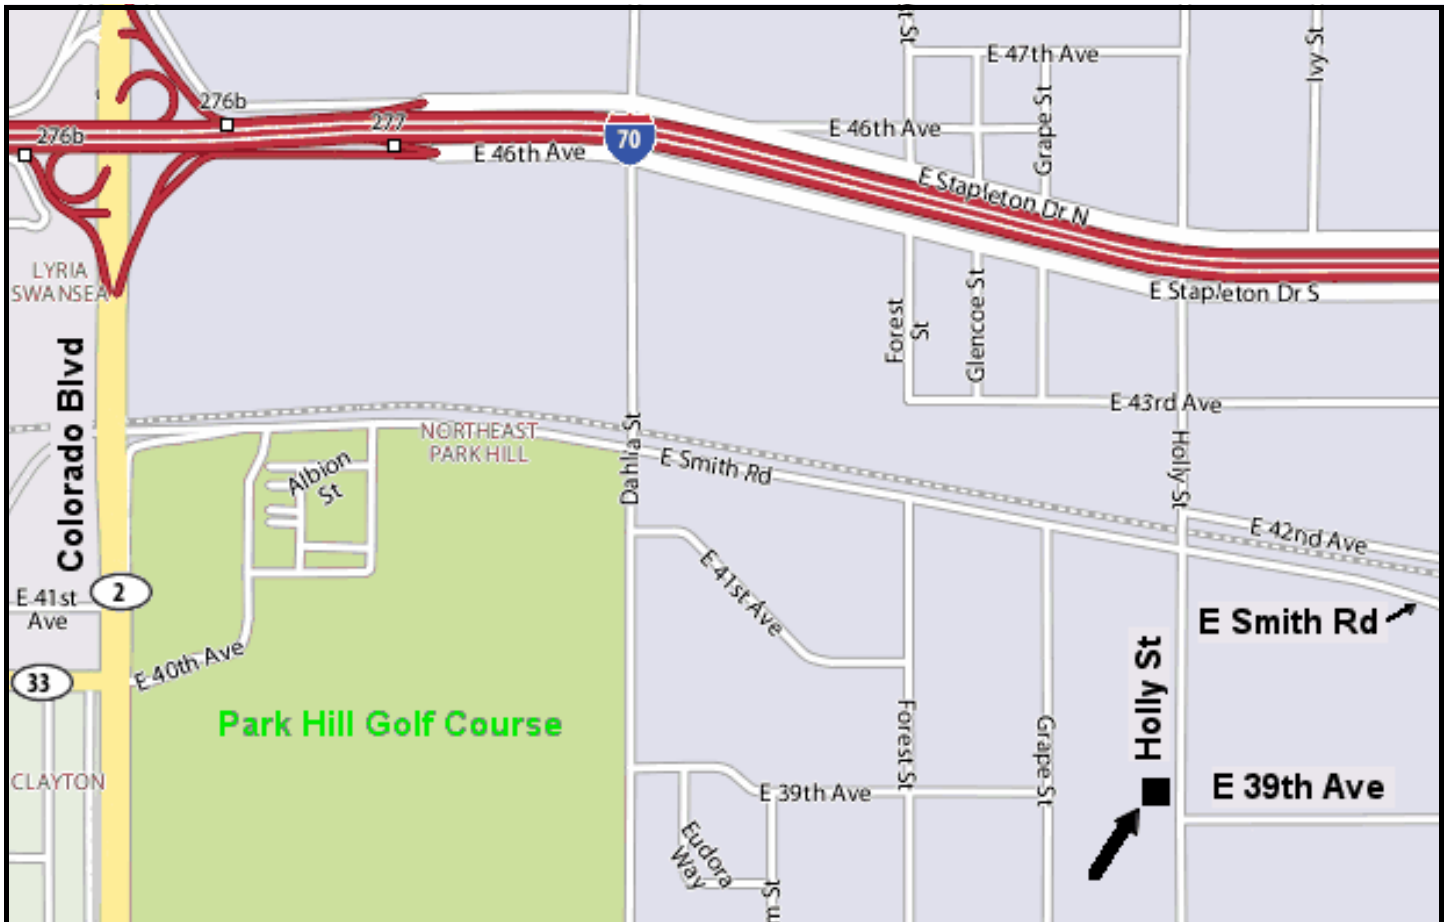 St
E 47th Ave
Ivy St
276b
277
276b
E 46th Ave
Grape St
70
E 46th Ave
E Stapleton Dr N
LYRIA
SWANSEA
E Stapleton Dr S
Forest
St
Glencoe St
Colorado Blvd
E 43rd Ave
NORTHEAST
PARK HILL
Dahlia St
Holly St
Albion
St
E Smith Rd
E 42nd Ave
E 41st
Ave
2
E 41st Ave
E Smith Rd
33
E 40th Ave
Holly St
Park Hill Golf Course
Forest St
Grape St
CLAYTON
E 39th Ave
E 39th Ave
Eudora
Way